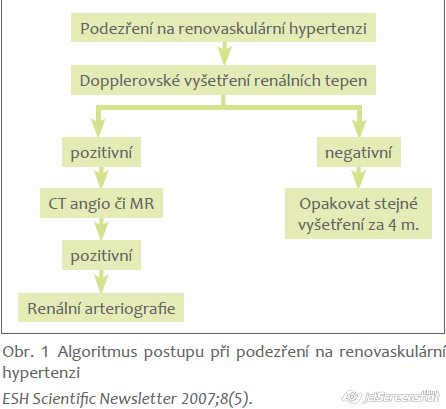 Podezření na renovaskulární hypertenzi
Dopplerovské vyšetření renálních tepen
pozitivní
negativní
CT angio či MR
Opakovat stejné
vyšetření za 4 m.
pozitivní
Renální arteriografie
Obr. 1 Algoritmus postupu při podezření na renovaskulární
hypertenzi
ESH Scientific Newsletter 2007;8(5).
jetScreenshot